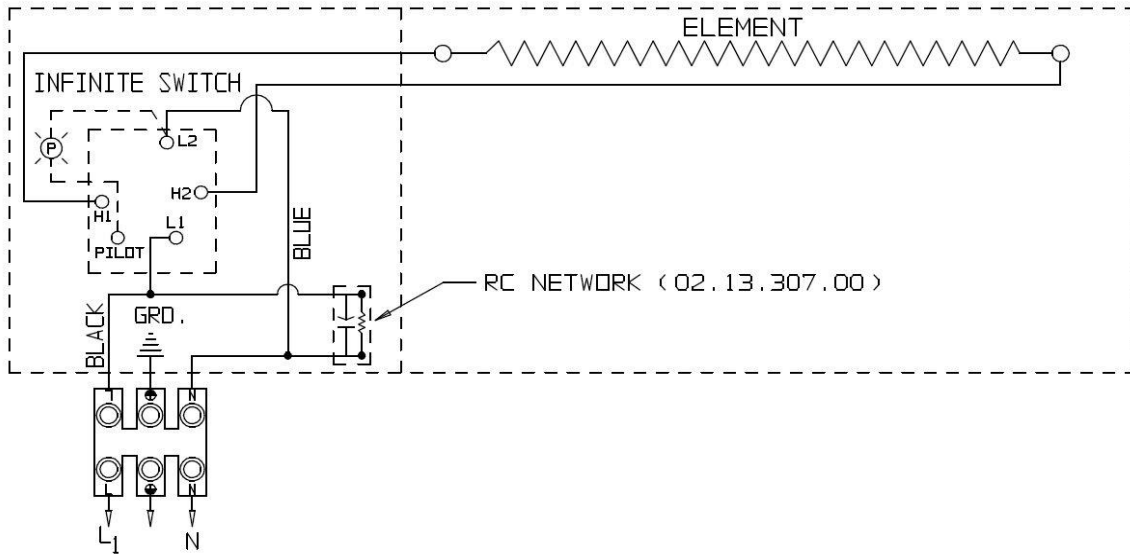 ELEMENT
INFINITE SWITCH
P
L2
H2
H1
L1
PILOT
BLUE
RC NETWORK (02.13.307.00)
BLACK
GRD.
L
N
L
N
L1
N